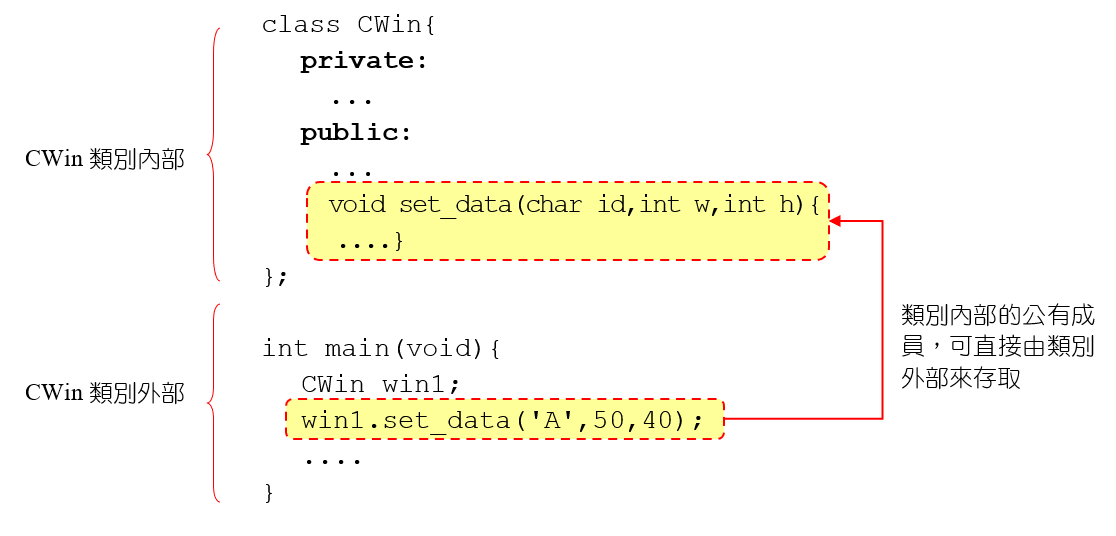 class CWin{
private:
...
public:
...
CWin 類別內部
void set_data(char id,int w,int h){
....}
};
類別內部的公有成
員，可直接由類別
外部來存取
int main(void){
CWin win1;
CWin 類別外部
win1.set_data('A',50,40);
....
}